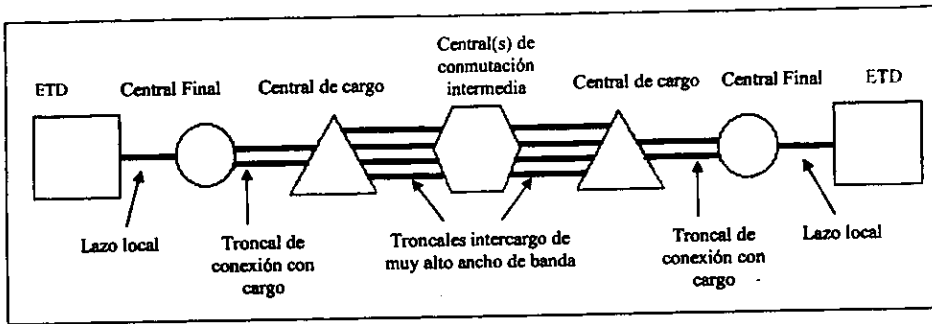 Central(s) de
conmutación
intermedia
ETD
Central Final
Central de cargo
Central de cargo
Central Final
ETD
Lazo local
Troncal de
conexión con
cargo
Troncales intercargo de
muy alto ancho de banda
Troncal de
conexión con
cargo
Lazo local